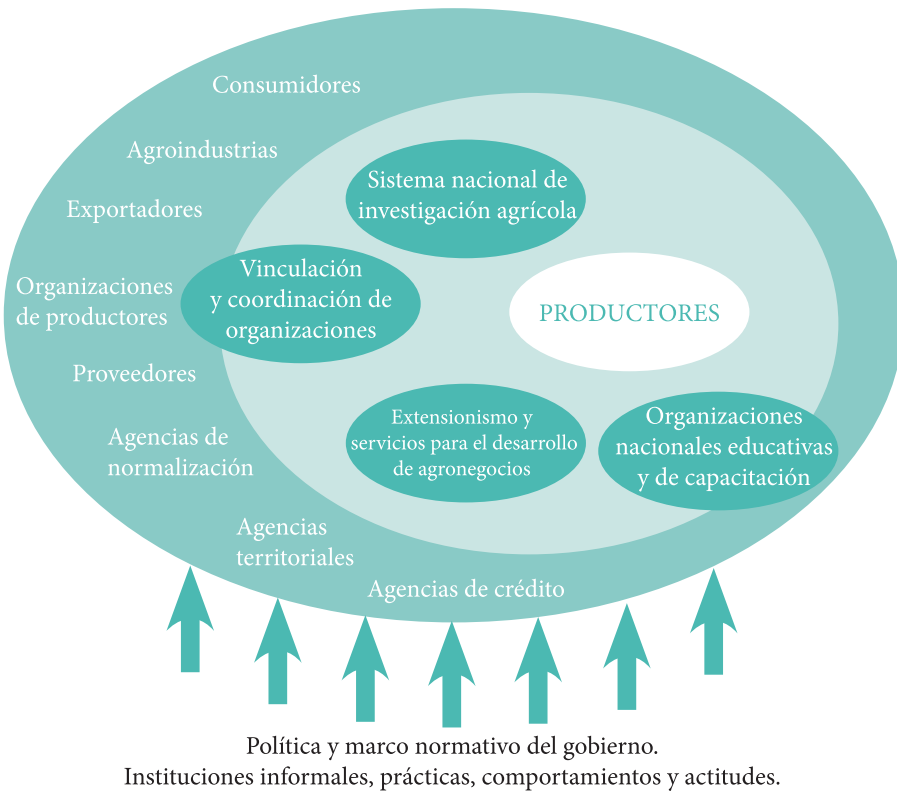 Consumidores
Agroindustrias
Exportadores
Organizaciones
de productores
Proveedores
Agencias de
normalización
Agencias
territoriales
Agencias de crédito
Sistema nacional de
investigación agrícola
Vinculación
y coordinación de
organizaciones
PRODUCTORES
Extensionismo y
servicios para el desarrollo
de agronegocios
Organizaciones
nacionales educativas
y de capacitación
Política y marco normativo del gobierno.
Instituciones informales, prácticas, comportamientos y actitudes.